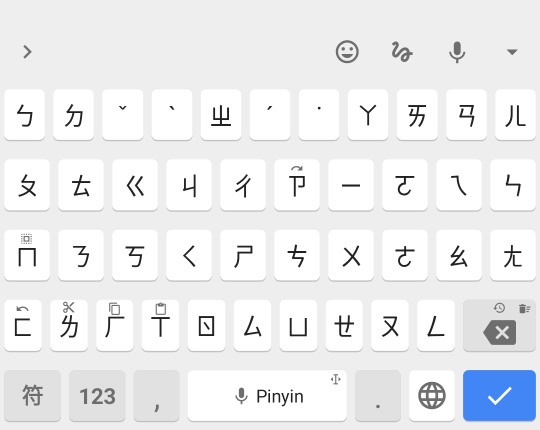 ㄅ ㄉ ˇ ˋ ㄓ ˊ ˙ ㄚ ㄞ ㄢ ㄦ
ㄆ ㄊ ㄍ ㄐ ㄔ ㄗ ㄧ ㄛ ㄟ ㄣ
ㄇ ㄋ ㄎ ㄑ ㄕ ㄘ ㄨ ㄜ ㄠ ㄤ
ㄈ ㄌ ㄏ ㄒ ㄖ ㄙ ㄩ ㄝ ㄡ ㄥ
符 123 , Pinyin .